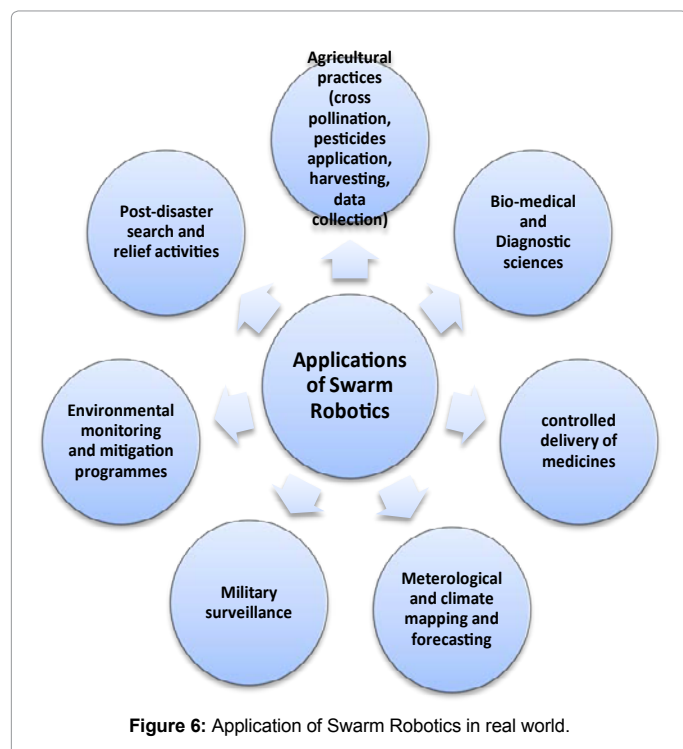 Agricultural
practices
(cross
pollination,
pesticides
application,
harvesting,
data
collection)
Bio-medical
and
Diagnostic
sciences
controlled
delivery of
medicines
Meterological
and climate
mapping and
forecasting
Military
surveillance
Environmental
monitoring
and mitigation
programmes
Post-disaster
search and
relief activities
Applications
of Swarm
Robotics
Figure 6: Application of Swarm Robotics in real world.